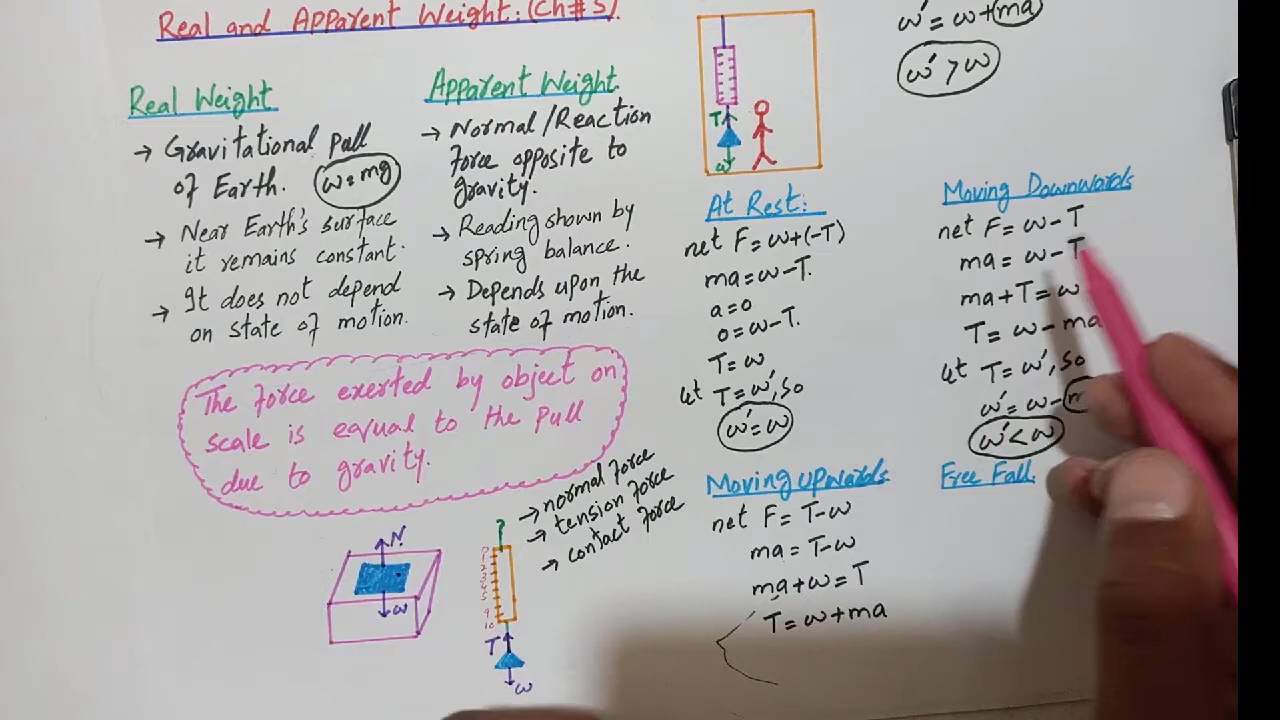 Real and Apparent Weight: (Ch# 5).
Real Weight
→ Gravitational Pull
of Earth. w=mg
→ Near Earth's surface
it remains constant.
→ It does not depend
on state of motion.
Apparent Weight
→ Normal/Reaction
force opposite to
gravity.
→ Reading shown by
spring balance.
→ Depends upon the
state of motion.
The force exerted by object on
scale is equal to the pull
due to gravity.
N
w
→ normal force
→ tension force
→ contact force
T
w
T
w
w' = w+ma
w' > w
At Rest:
net F = w+(-T)
ma = w-T.
a=0
0=w-T.
T=w
let T=w', so
w'=w
Moving upwards
net F = T-w
ma = T-w
ma+w = T
T = w+ma
Moving Downwards
net F = w-T
ma = w-T
ma+T = w
T = w-ma
let T=w', so
w' = w-
w' < w
Free Fall.